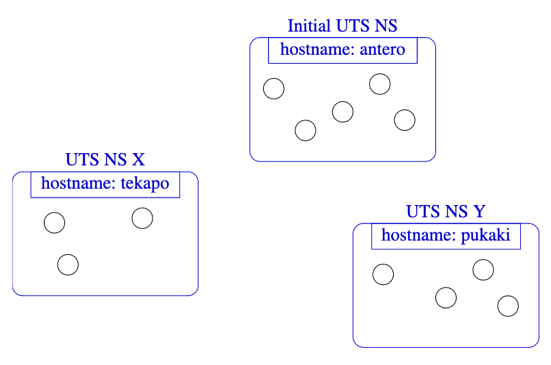 Initial UTS NS
hostname: antero
UTS NS X
hostname: tekapo
UTS NS Y
hostname: pukaki